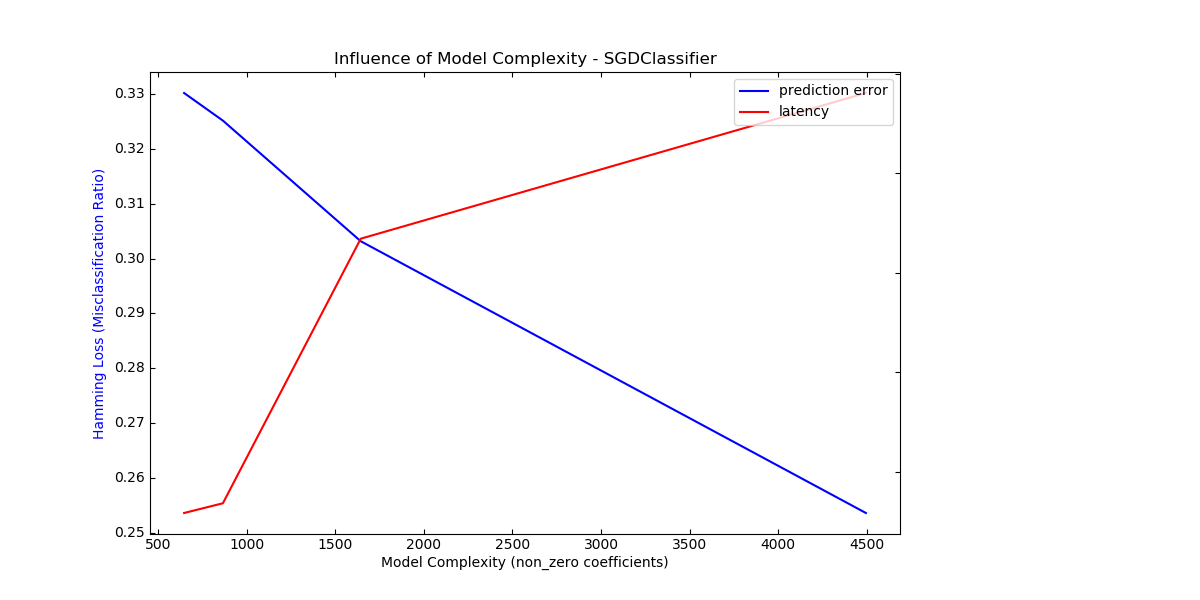 Influence of Model Complexity - SGDClassifier
prediction error
latency
0.33
0.32
0.31
0.30
0.29
0.28
0.27
0.26
0.25
Hamming Loss (Misclassification Ratio)
500 1000 1500 2000 2500 3000 3500 4000 4500
Model Complexity (non_zero coefficients)